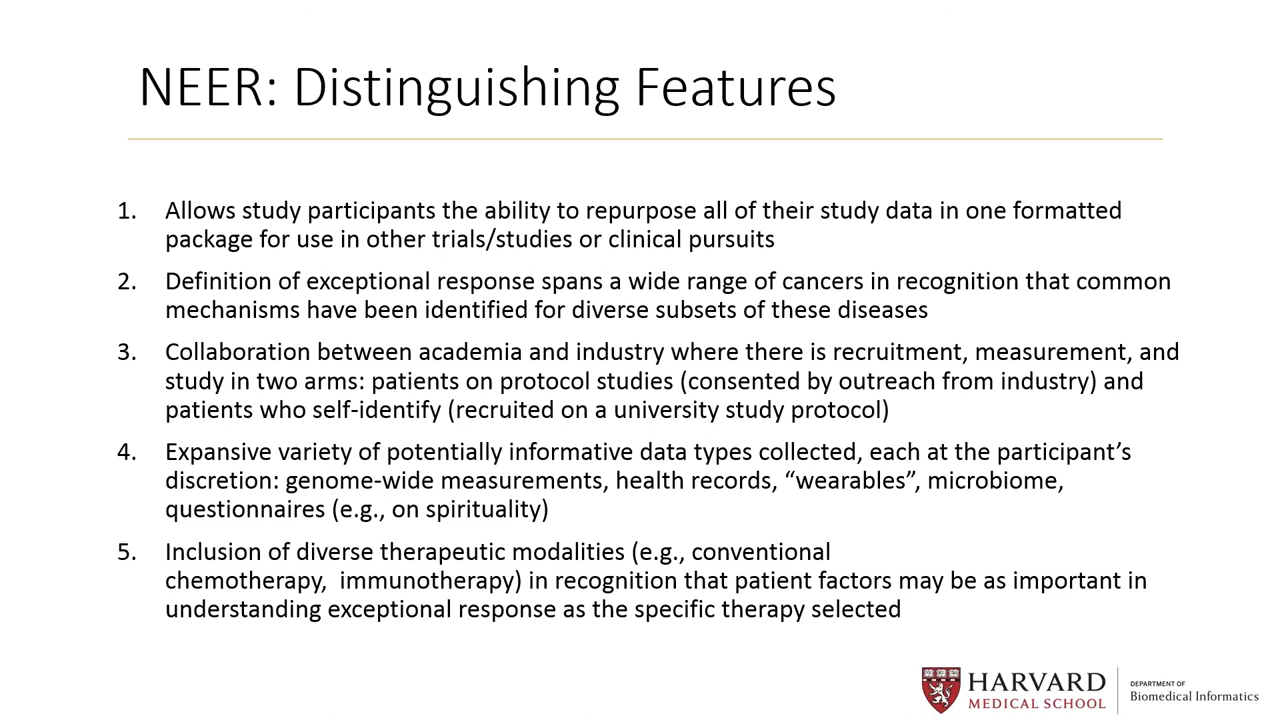 NEER: Distinguishing Features
1. Allows study participants the ability to repurpose all of their study data in one formatted
package for use in other trials/studies or clinical pursuits
2. Definition of exceptional response spans a wide range of cancers in recognition that common
mechanisms have been identified for diverse subsets of these diseases
3. Collaboration between academia and industry where there is recruitment, measurement, and
study in two arms: patients on protocol studies (consented by outreach from industry) and
patients who self-identify (recruited on a university study protocol)
4. Expansive variety of potentially informative data types collected, each at the participant’s
discretion: genome-wide measurements, health records, “wearables”, microbiome,
questionnaires (e.g., on spirituality)
5. Inclusion of diverse therapeutic modalities (e.g., conventional
chemotherapy,  immunotherapy) in recognition that patient factors may be as important in
understanding exceptional response as the specific therapy selected
HARVARD
MEDICAL SCHOOL
DEPARTMENT OF
Biomedical Informatics